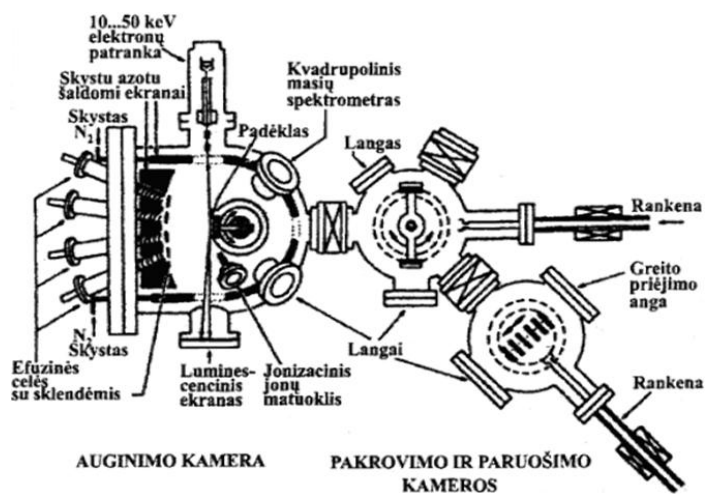 10...50 keV
elektronų
patranka
Skystu azotu
šaldomi ekranai
Skystas
N₂
Kvadrupolinis
masių
spektrometras
Padėklas
Langas
Rankena
Greito
priėjimo
anga
N₂
Skystas
Efuzinės
celės
su sklendėmis
Lumines-
cencinis
ekranas
Jonizacinis
jonų
matuoklis
Langai
Rankena
AUGINIMO KAMERA
PAKROVIMO IR PARUOŠIMO
KAMEROS